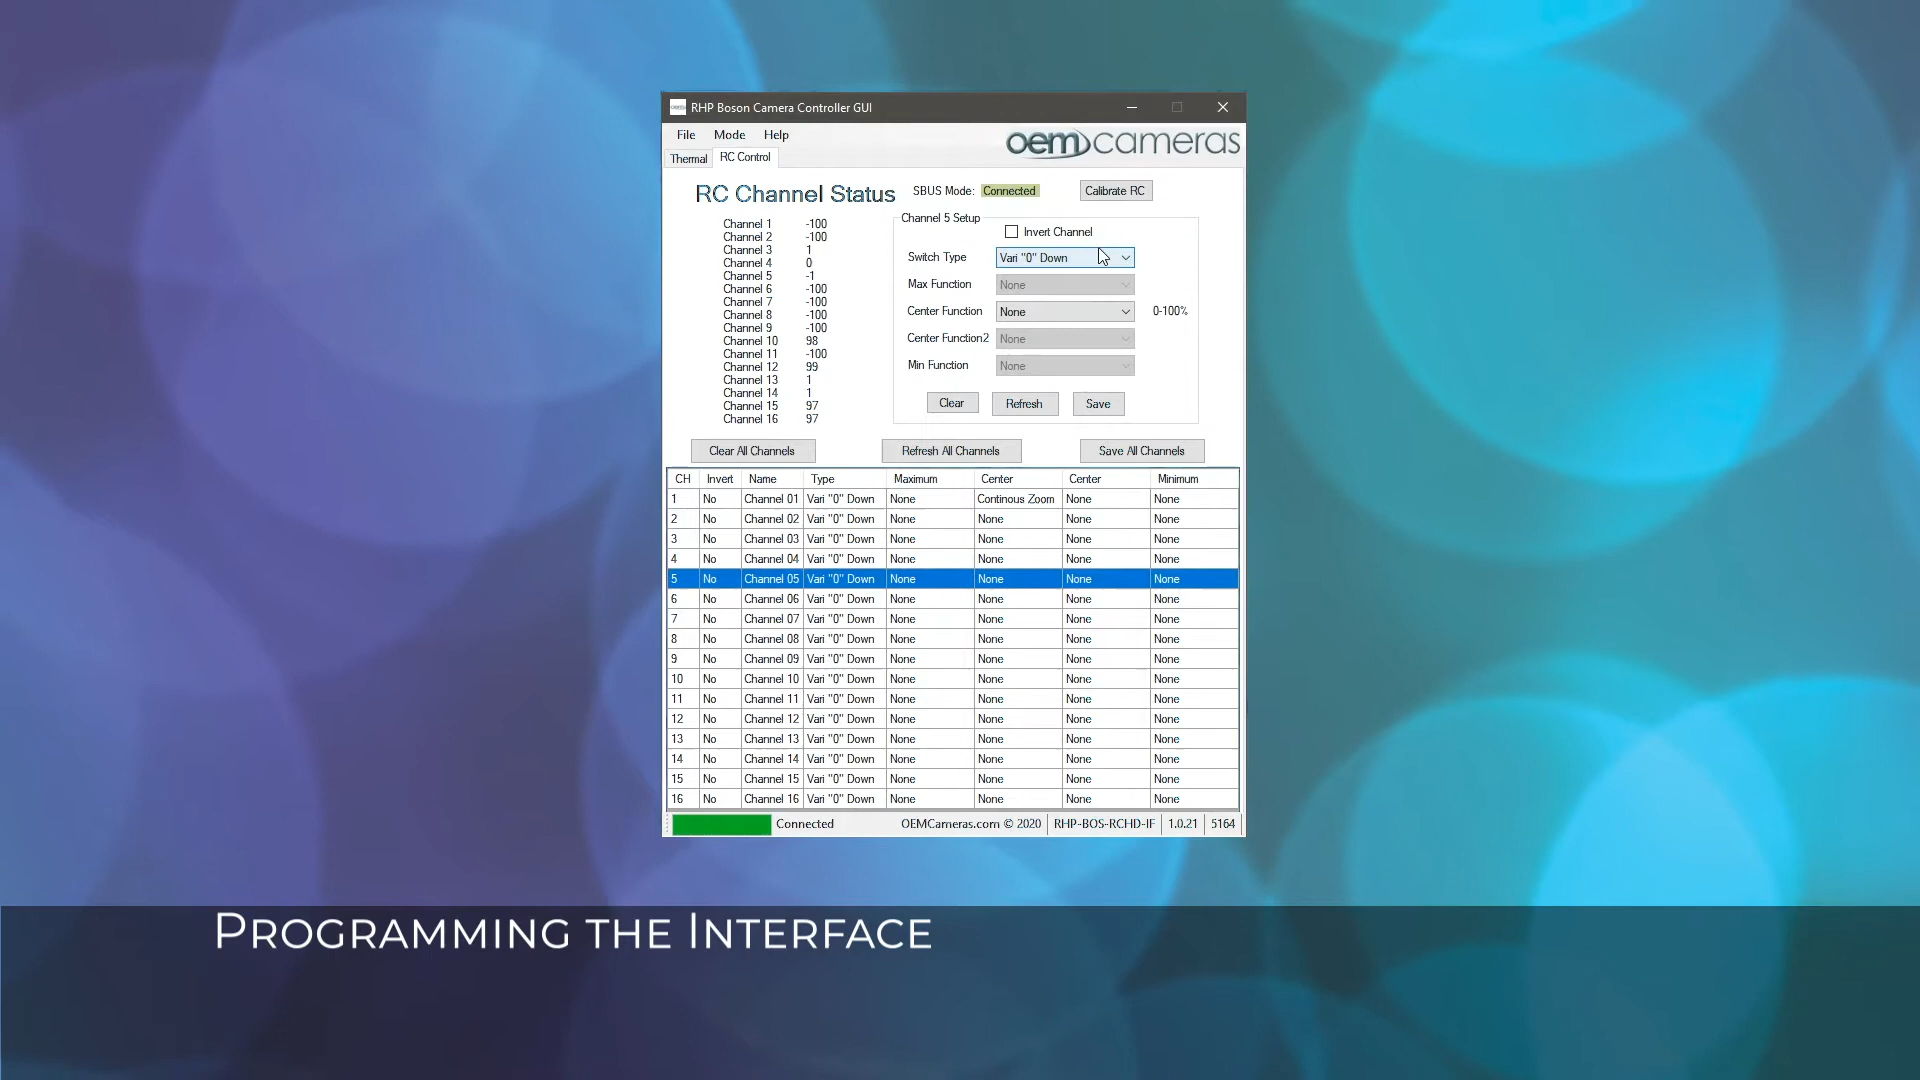 RHP Boson Camera Controller GUI
File Mode Help
oemcameras
Thermal RC Control
RC Channel Status SBUS Mode: Connected Calibrate RC
Channel 5 Setup
Channel 1 -100
Channel 2 -100
Channel 3 1
Channel 4 0
Channel 5 -1
Channel 6 -100
Channel 7 -100
Channel 8 -100
Channel 9 -100
Channel 10 98
Channel 11 -100
Channel 12 99
Channel 13 1
Channel 14 1
Channel 15 97
Channel 16 97
Invert Channel
Switch Type Vari "0" Down
Max Function None
Center Function None 0-100%
Center Function2 None
Min Function None
Clear Refresh Save
Clear All Channels Refresh All Channels Save All Channels
CH Invert Name Type Maximum Center Center Minimum
1 No Channel 01 Vari "0" Down None Continous Zoom None None
2 No Channel 02 Vari "0" Down None None None None
3 No Channel 03 Vari "0" Down None None None None
4 No Channel 04 Vari "0" Down None None None None
5 No Channel 05 Vari "0" Down None None None None
6 No Channel 06 Vari "0" Down None None None None
7 No Channel 07 Vari "0" Down None None None None
8 No Channel 08 Vari "0" Down None None None None
9 No Channel 09 Vari "0" Down None None None None
10 No Channel 10 Vari "0" Down None None None None
11 No Channel 11 Vari "0" Down None None None None
12 No Channel 12 Vari "0" Down None None None None
13 No Channel 13 Vari "0" Down None None None None
14 No Channel 14 Vari "0" Down None None None None
15 No Channel 15 Vari "0" Down None None None None
16 No Channel 16 Vari "0" Down None None None None
Connected OEMCameras.com © 2020 RHP-BOS-RCHD-IF 1.0.21 5164
Programming the Interface